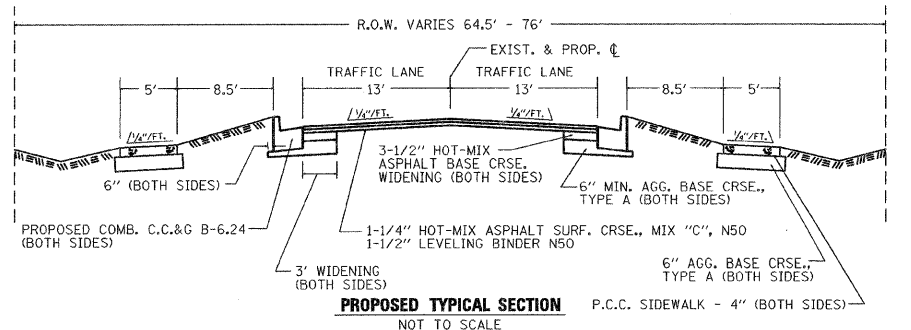 R.O.W. VARIES 64.5' - 76'
EXIST. & PROP. ℄
TRAFFIC LANE
TRAFFIC LANE
5'
8.5'
13'
13'
8.5'
5'
1/4"/FT.
1/4"/FT.
1/4"/FT.
1/4"/FT.
6" (BOTH SIDES)
3-1/2" HOT-MIX
ASPHALT BASE CRSE.
WIDENING (BOTH SIDES)
6" MIN. AGG. BASE CRSE.,
TYPE A (BOTH SIDES)
PROPOSED COMB. C.C.&G B-6.24
(BOTH SIDES)
1-1/4" HOT-MIX ASPHALT SURF. CRSE., MIX "C", N50
1-1/2" LEVELING BINDER N50
3' WIDENING
(BOTH SIDES)
6" AGG. BASE CRSE.,
TYPE A (BOTH SIDES)
P.C.C. SIDEWALK - 4" (BOTH SIDES)
PROPOSED TYPICAL SECTION
NOT TO SCALE